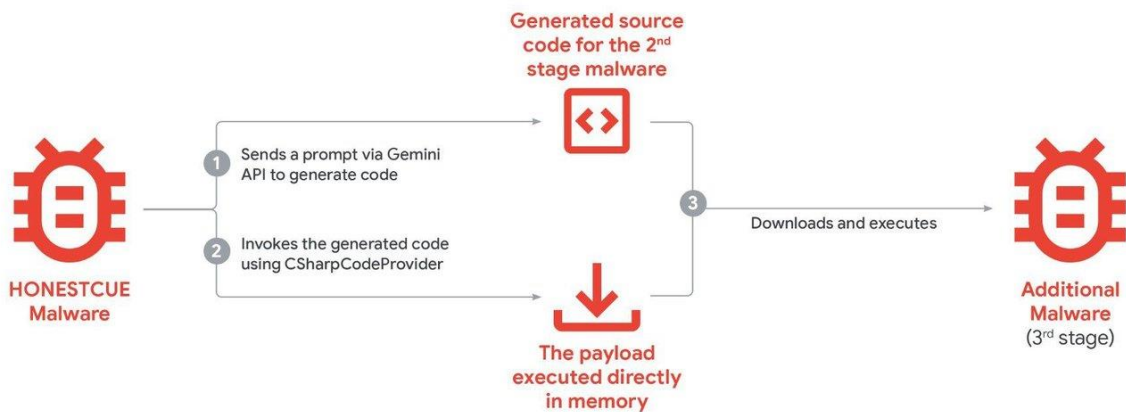 Generated source
code for the 2nd
stage malware
1
Sends a prompt via Gemini
API to generate code
2
Invokes the generated code
using CSharpCodeProvider
3
Downloads and executes
HONESTCUE
Malware
The payload
executed directly
in memory
Additional
Malware
(3rd stage)